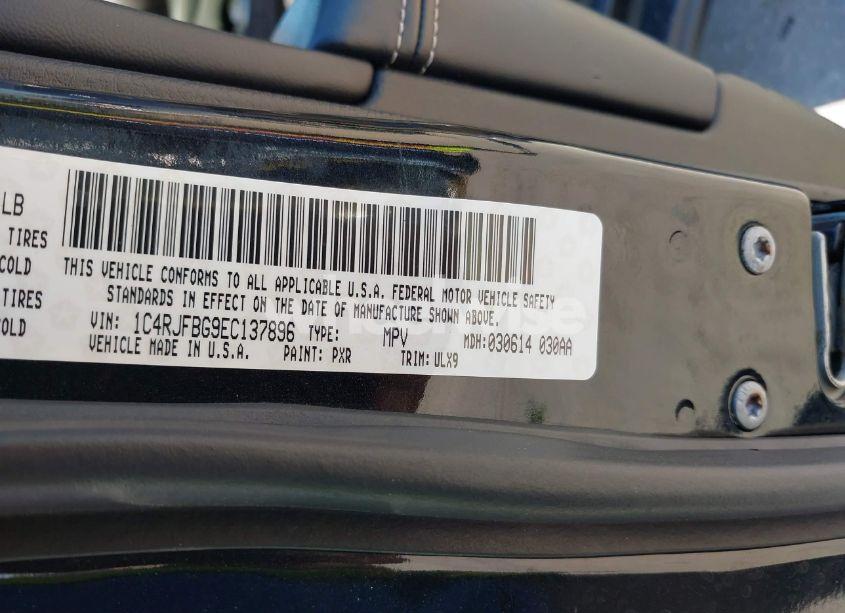 LB
TIRES
COLD
TIRES
COLD
THIS VEHICLE CONFORMS TO ALL APPLICABLE U.S.A. FEDERAL MOTOR VEHICLE SAFETY
STANDARDS IN EFFECT ON THE DATE OF MANUFACTURE SHOWN ABOVE.
VIN: 1C4RJFBG9EC137896 TYPE: MPV MDH:030614 030AA
VEHICLE MADE IN U.S.A. PAINT: PXR TRIM:ULX9